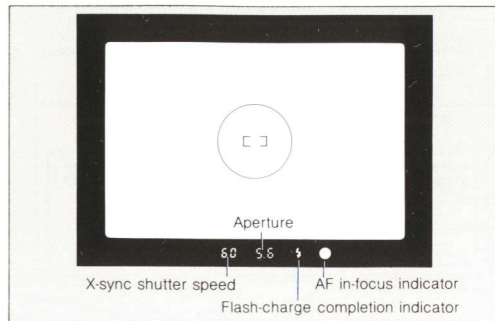 Aperture
60 5.6
X-sync shutter speed AF in-focus indicator
Flash-charge completion indicator